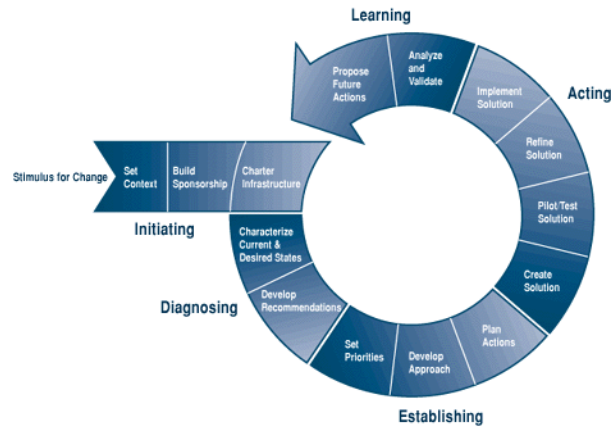 Learning
Propose
Future
Actions
Analyze
and
Validate
Acting
Implement
Solution
Refine
Solution
Pilot/Test
Solution
Create
Solution
Stimulus for Change
Set
Context
Build
Sponsorship
Charter
Infrastructure
Initiating
Characterize
Current &
Desired States
Diagnosing
Develop
Recommendations
Set
Priorities
Develop
Approach
Plan
Actions
Establishing